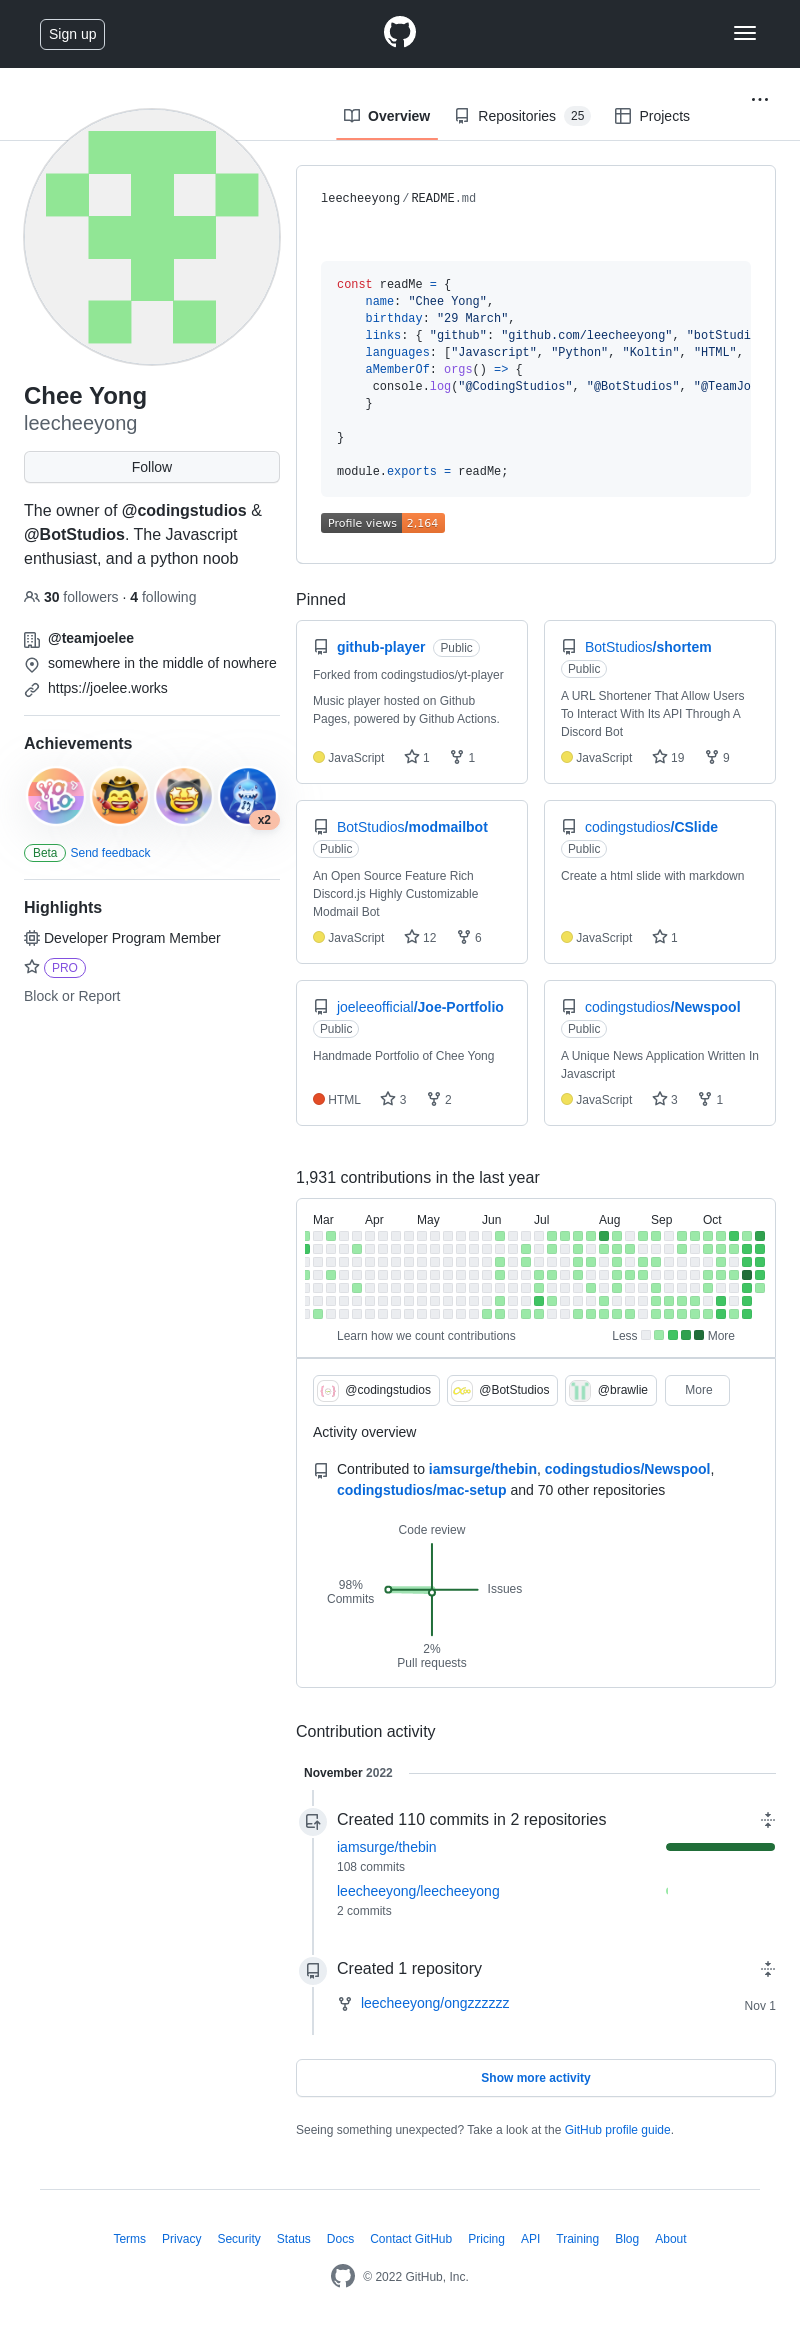 Sign up
Overview
Repositories 25
Projects
leecheeyong/README.md
const readMe = {
name: "Chee Yong",
birthday: "29 March",
links: { "github": "github.com/leecheeyong", "botStudi
languages: ["Javascript", "Python", "Koltin", "HTML",
aMemberOf: orgs() => {
console.log("@CodingStudios", "@BotStudios", "@TeamJo
}
}
module.exports = readMe;
Profile views 2,164
Chee Yong
leecheeyong
Follow
The owner of @codingstudios &
@BotStudios. The Javascript
enthusiast, and a python noob
30 followers · 4 following
@teamjoelee
somewhere in the middle of nowhere
https://joelee.works
Achievements
YOLO
x2
Beta Send feedback
Highlights
Developer Program Member
PRO
Block or Report
Pinned
github-player Public
Forked from codingstudios/yt-player
Music player hosted on Github
Pages, powered by Github Actions.
JavaScript 1 1
BotStudios/shortem
Public
A URL Shortener That Allow Users
To Interact With Its API Through A
Discord Bot
JavaScript 19 9
BotStudios/modmailbot
Public
An Open Source Feature Rich
Discord.js Highly Customizable
Modmail Bot
JavaScript 12 6
codingstudios/CSlide
Public
Create a html slide with markdown
JavaScript 1
joeleeofficial/Joe-Portfolio
Public
Handmade Portfolio of Chee Yong
HTML 3 2
codingstudios/Newspool
Public
A Unique News Application Written In
Javascript
JavaScript 3 1
1,931 contributions in the last year
Mar Apr May Jun Jul Aug Sep Oct
Learn how we count contributions
Less More
@codingstudios
@BotStudios
@brawlie
More
Activity overview
Contributed to iamsurge/thebin, codingstudios/Newspool,
codingstudios/mac-setup and 70 other repositories
Code review
98%
Commits
Issues
2%
Pull requests
Contribution activity
November 2022
Created 110 commits in 2 repositories
iamsurge/thebin
108 commits
leecheeyong/leecheeyong
2 commits
Created 1 repository
leecheeyong/ongzzzzzz
Nov 1
Show more activity
Seeing something unexpected? Take a look at the GitHub profile guide.
Terms Privacy Security Status Docs Contact GitHub Pricing API Training Blog About
© 2022 GitHub, Inc.